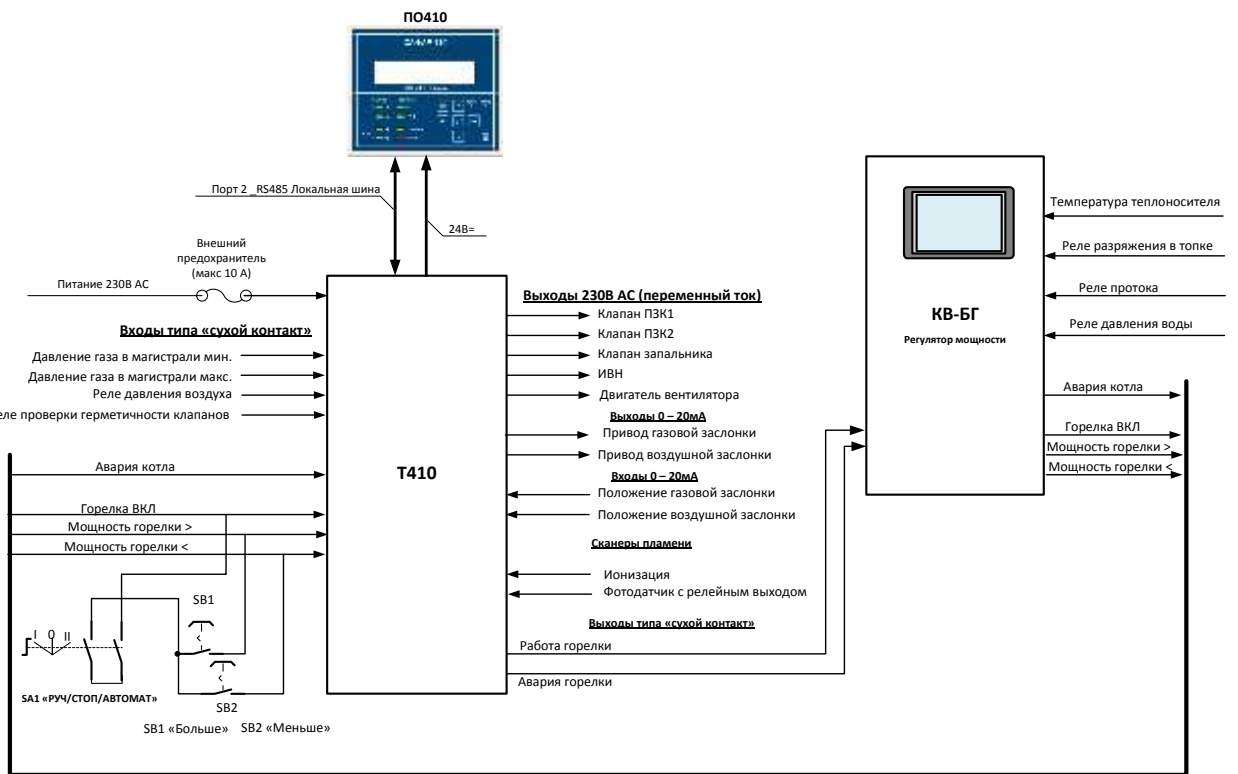 ПО410
Порт 2 _RS485 Локальная шина
24В=
Внешний
предохранитель
(макс 10 А)
Питание 230В АС
Входы типа «сухой контакт»
Давление газа в магистрали мин.
Давление газа в магистрали макс.
Реле давления воздуха
еле проверки герметичности клапанов
Авария котла
Горелка ВКЛ
Мощность горелки >
Мощность горелки <
SB1
I 0 II
SA1 «РУЧ/СТОП/АВТОМАТ»
SB2
SB1 «Больше» SB2 «Меньше»
Т410
Выходы 230В АС (переменный ток)
Клапан ПЗК1
Клапан ПЗК2
Клапан запальника
ИВН
Двигатель вентилятора
Выходы 0 – 20мА
Привод газовой заслонки
Привод воздушной заслонки
Входы 0 – 20мА
Положение газовой заслонки
Положение воздушной заслонки
Сканеры пламени
Ионизация
Фотодатчик с релейным выходом
Выходы типа «сухой контакт»
Работа горелки
Авария горелки
КВ-БГ
Регулятор мощности
Температура теплоносителя
Реле разряжения в топке
Реле протока
Реле давления воды
Авария котла
Горелка ВКЛ
Мощность горелки >
Мощность горелки <